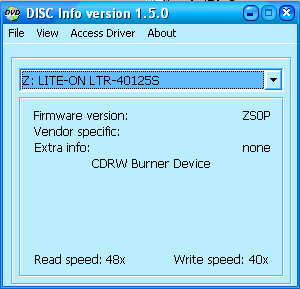 DVD DISC Info version 1.5.0
File View Access Driver About
Z: LITE-ON LTR-40125S
Firmware version: ZS0P
Vendor specific:
Extra info: none
CDRW Burner Device
Read speed: 48x Write speed: 40x